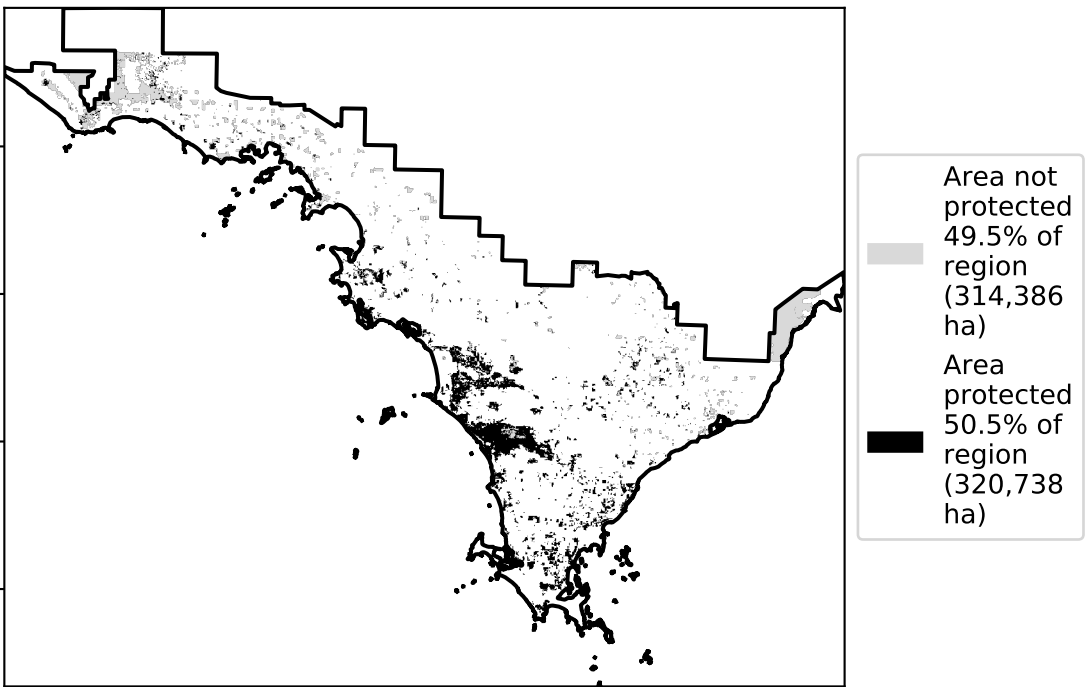 Area not
protected
49.5% of
region
(314,386
ha)
Area
protected
50.5% of
region
(320,738
ha)